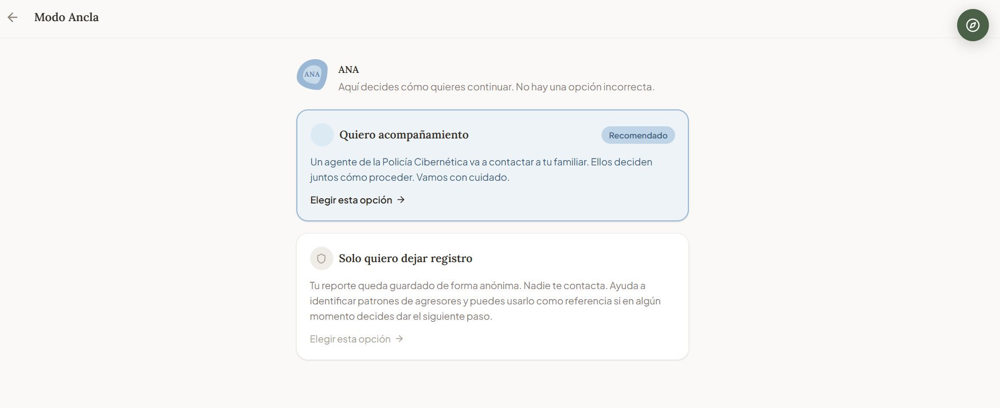 Modo Ancla
ANA
ANA
Aquí decides cómo quieres continuar. No hay una opción incorrecta.
Quiero acompañamiento
Recomendado
Un agente de la Policía Cibernética va a contactar a tu familiar. Ellos deciden
juntos cómo proceder. Vamos con cuidado.
Elegir esta opción →
Solo quiero dejar registro
Tu reporte queda guardado de forma anónima. Nadie te contacta. Ayuda a
identificar patrones de agresores y puedes usarlo como referencia si en algún
momento decides dar el siguiente paso.
Elegir esta opción →